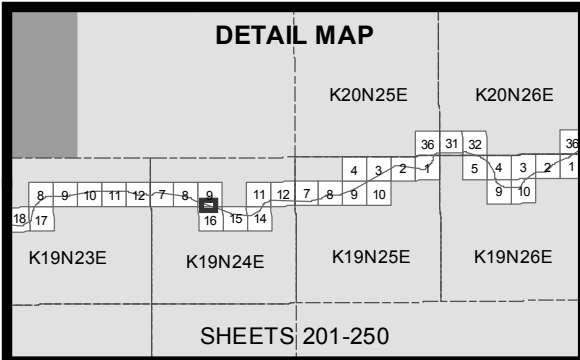 DETAIL MAP
K20N25E K20N26E
36 31 32 36
4 3 2 1 5 4 3 2 1
8 9 10 11 12 7 8 9 11 12 7 8 9 10 9 10
18 17 16 15 14
K19N23E K19N24E K19N25E K19N26E
SHEETS 201-250